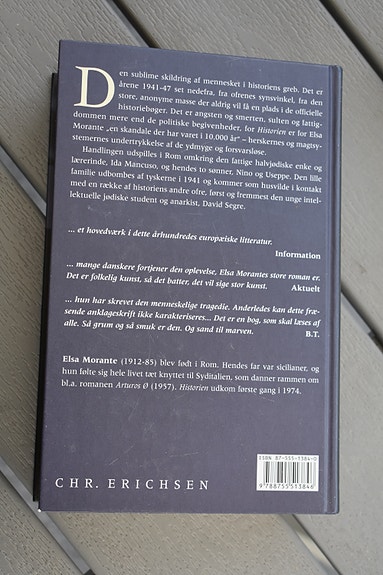 Den sublime skildring af mennesket i historiens greb. Det er
årene 1941-47 set nedefra, fra ofrenes synsvinkel, fra den
store, anonyme masse der aldrig vil få en plads i de officielle
historiebøger. Det er angsten og smerten, sulten og fattig-
dommen mere end de politiske begivenheder, for Historien er for Elsa
Morante „en skandale der har varet i 10.000 år“ – herskernes og magtsy-
stemernes undertrykkelse af de ydmyge og forsvarsløse.
Handlingen udspilles i Rom omkring den fattige halvjødiske enke og
lærerinde, Ida Mancuso, og hendes to sønner, Nino og Useppe. Den lille
familie udbombes af tyskerne i 1941 og kommer som husvilde i kontakt
med en række af historiens andre ofre, først og fremmest den unge intel-
lektuelle jødiske student og anarkist, David Segre.
... et hovedværk i dette århundredes europæiske litteratur.
Information
... mange danskere fortjener den oplevelse, Elsa Morantes store roman er.
Det er folkelig kunst, så det batter, det vil sige stor kunst.
Aktuelt
... hun har skrevet den menneskelige tragedie. Anderledes kan dette fræ-
sende anklageskrift ikke karakteriseres... Det er en bog, som skal læses af
alle. Så grum og så smuk er den. Og sand til marven.
B.T.
Elsa Morante (1912-85) blev født i Rom. Hendes far var sicilianer, og
hun følte sig hele livet tæt knyttet til Syditalien, som danner rammen om
bl.a. romanen Arturos Ø (1957). Historien udkom første gang i 1974.
ISBN 87-555-1384-0
9 788755 513846
CHR. ERICHSEN